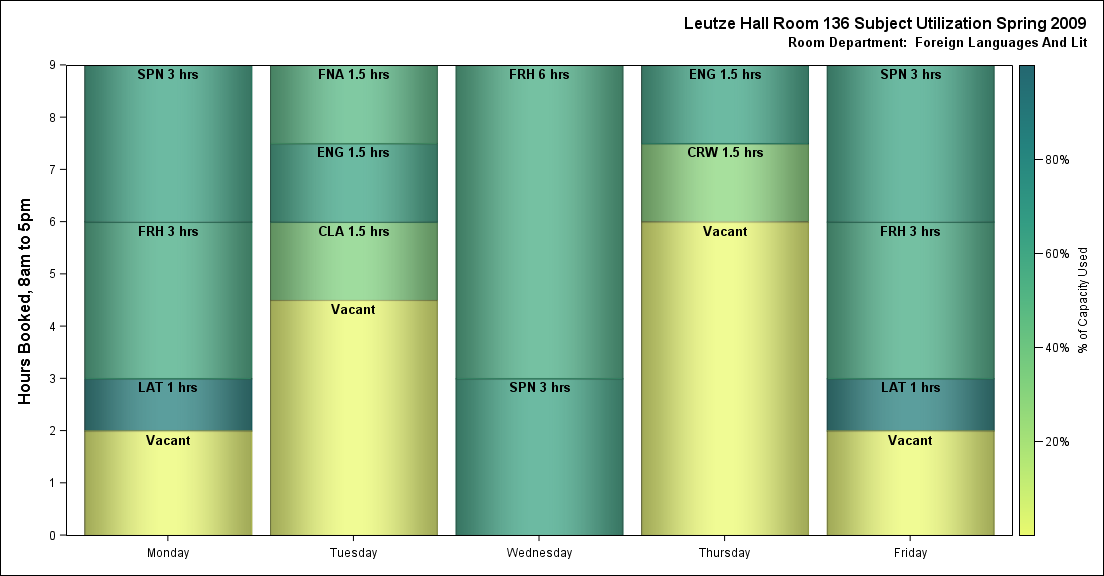 Leutze Hall Room 136 Subject Utilization Spring 2009
Room Department:  Foreign Languages And Lit
Hours Booked, 8am to 5pm
9
8
7
6
5
4
3
2
1
0
SPN 3 hrs
FRH 3 hrs
LAT 1 hrs
Vacant
Monday
FNA 1.5 hrs
ENG 1.5 hrs
CLA 1.5 hrs
Vacant
Tuesday
FRH 6 hrs
SPN 3 hrs
Wednesday
ENG 1.5 hrs
CRW 1.5 hrs
Vacant
Thursday
SPN 3 hrs
FRH 3 hrs
LAT 1 hrs
Vacant
Friday
80%
60%
40%
20%
% of Capacity Used